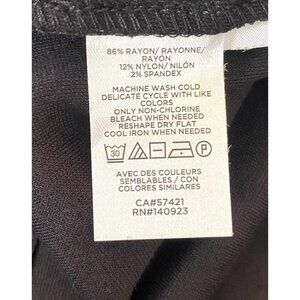 86% RAYON/ RAYONNE/
RAYÓN
12% NYLON/ NILÓN
2% SPANDEX
MACHINE WASH COLD
DELICATE CYCLE WITH LIKE
COLORS
ONLY NON-CHLORINE
BLEACH WHEN NEEDED
RESHAPE DRY FLAT
COOL IRON WHEN NEEDED
30 P
AVEC DES COULEURS
SEMBLABLES / CON
COLORES SIMILARES
CA#57421
RN#140923